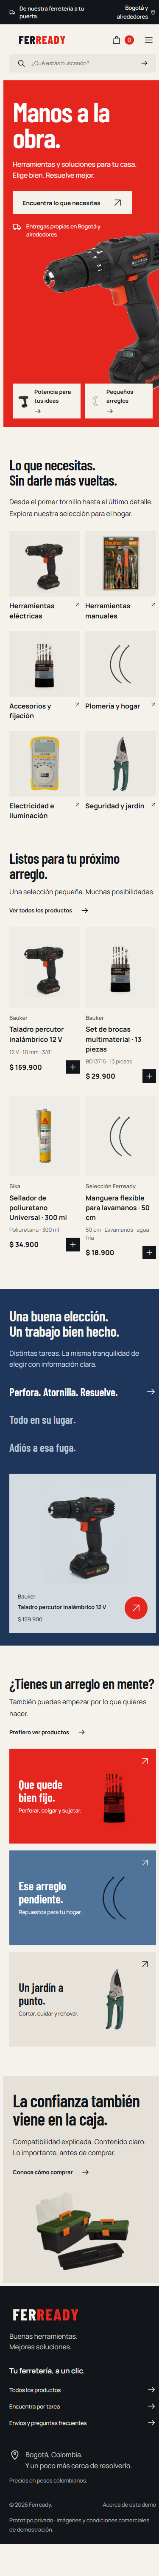 De nuestra ferretería a tu
puerta.
Bogotá y
alrededores
FERREADY
0
¿Qué estás buscando?
Manos a la
obra.
Herramientas y soluciones para tu casa.
Elige bien. Resuelve mejor.
Encuentra lo que necesitas
Entregas propias en Bogotá y
alrededores
Potencia para
tus ideas
Pequeños
arreglos
Lo que necesitas.
Sin darle más vueltas.
Desde el primer tornillo hasta el último detalle.
Explora nuestra selección para el hogar.
Herramientas
eléctricas
Herramientas
manuales
Accesorios y
fijación
Plomería y hogar
Electricidad e
iluminación
Seguridad y jardín
Listos para tu próximo
arreglo.
Una selección pequeña. Muchas posibilidades.
Ver todos los productos
Bauker
Taladro percutor
inalámbrico 12 V
12 V · 10 mm · 3/8"
$ 159.900
Bauker
Set de brocas
multimaterial · 13
piezas
BD13715 · 13 piezas
$ 29.900
Sika
Sellador de
poliuretano
Universal · 300 ml
Poliuretano · 300 ml
$ 34.900
Selección Ferready
Manguera flexible
para lavamanos · 50
cm
50 cm · Lavamanos · agua
fría
$ 18.900
Una buena elección.
Un trabajo bien hecho.
Distintas tareas. La misma tranquilidad de
elegir con información clara.
Perfora. Atornilla. Resuelve.
Todo en su lugar.
Adiós a esa fuga.
Bauker
Taladro percutor inalámbrico 12 V
$ 159.900
¿Tienes un arreglo en mente?
También puedes empezar por lo que quieres
hacer.
Prefiero ver productos
Que quede
bien fijo.
Perforar, colgar y sujetar.
Ese arreglo
pendiente.
Repuestos para tu hogar.
Un jardín a
punto.
Cortar, cuidar y renovar.
La confianza también
viene en la caja.
Compatibilidad explicada. Contenido claro.
Lo importante, antes de comprar.
Conoce cómo comprar
FERREADY
Buenas herramientas.
Mejores soluciones.
Tu ferretería, a un clic.
Todos los productos
Encuentra por tarea
Envíos y preguntas frecuentes
Bogotá, Colombia.
Y un poco más cerca de resolverlo.
Precios en pesos colombianos.
© 2026 Ferready.
Acerca de esta demo
Prototipo privado · imágenes y condiciones comerciales
de demostración.